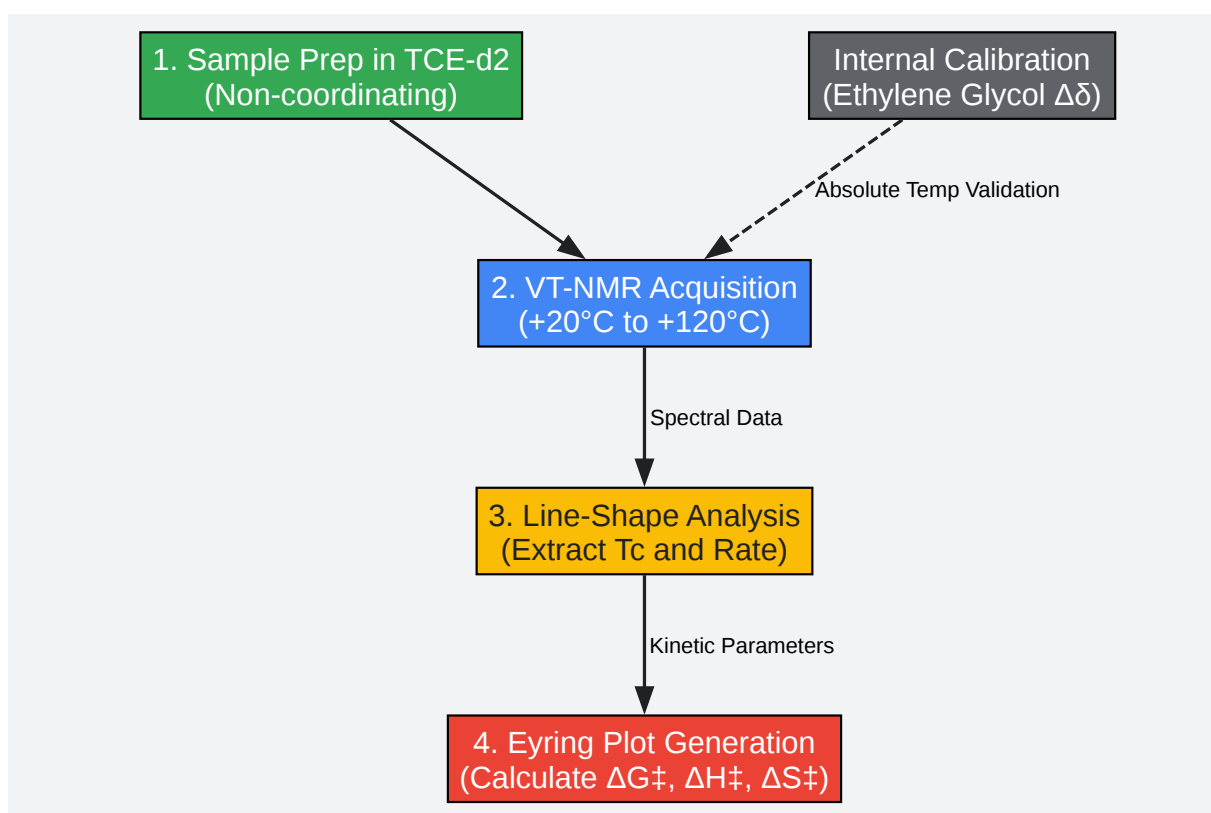 1. Sample Prep in TCE-d2
(Non-coordinating)
Internal Calibration
(Ethylene Glycol Δδ)
Absolute Temp Validation
2. VT-NMR Acquisition
(+20°C to +120°C)
Spectral Data
3. Line-Shape Analysis
(Extract Tc and Rate)
Kinetic Parameters
4. Eyring Plot Generation
(Calculate ΔG‡, ΔH‡, ΔS‡)